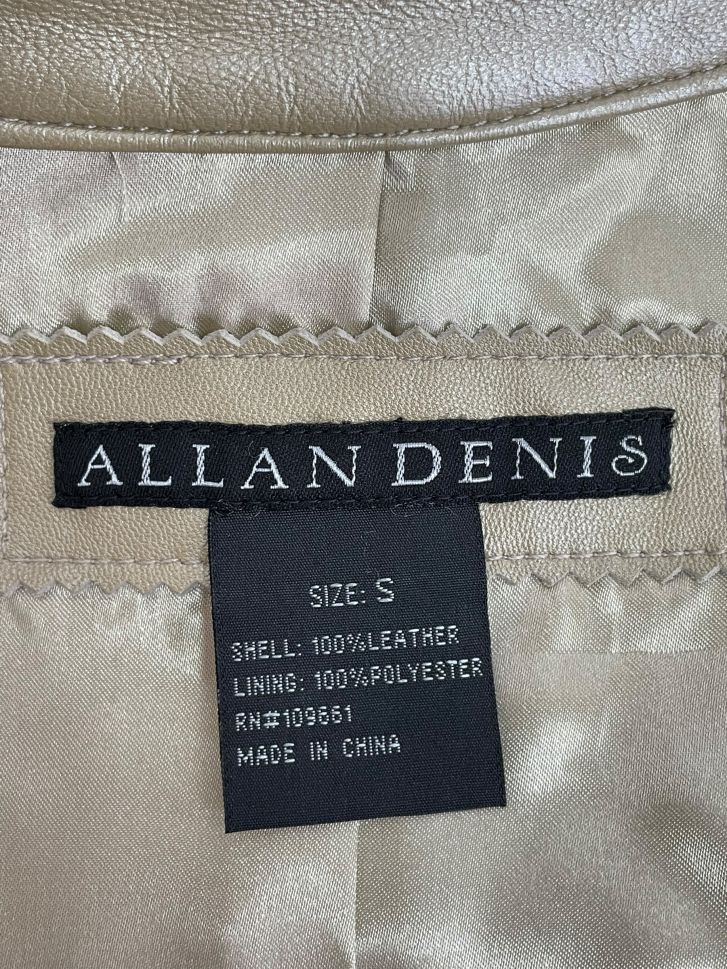 ALLAN DENIS
SIZE: S
SHELL: 100%LEATHER
LINING: 100%POLYESTER
RN#109661
MADE IN CHINA